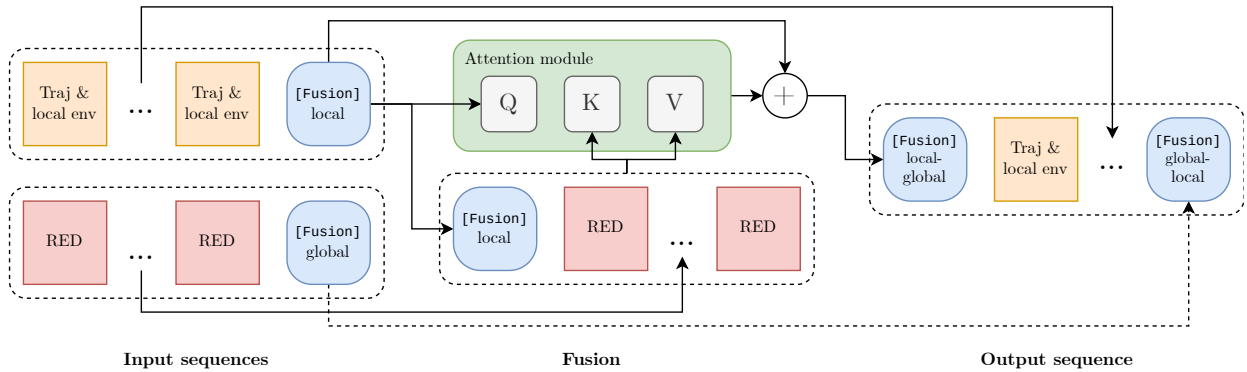 Traj &
local env
...
Traj &
local env
[Fusion]
local
RED
...
RED
[Fusion]
global
Input sequences
Attention module
Q
K
V
+
[Fusion]
local
RED
...
RED
Fusion
[Fusion]
local-
global
Traj &
local env
...
[Fusion]
global-
local
Output sequence